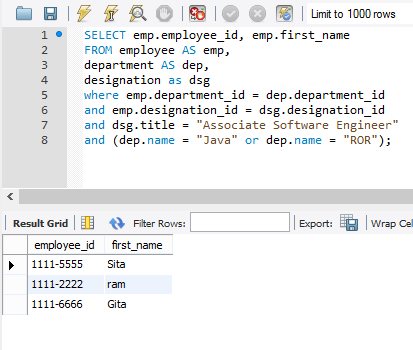 Limit to 1000 rows
1 SELECT emp.employee_id, emp.first_name
2 FROM employee AS emp,
3 department AS dep,
4 designation as dsg
5 where emp.department_id = dep.department_id
6 and emp.designation_id = dsg.designation_id
7 and dsg.title = "Associate Software Engineer"
8 and (dep.name = "Java" or dep.name = "ROR");
Result Grid Filter Rows: Export: Wrap Cel
employee_id first_name
1111-5555 Sita
1111-2222 ram
1111-6666 Gita